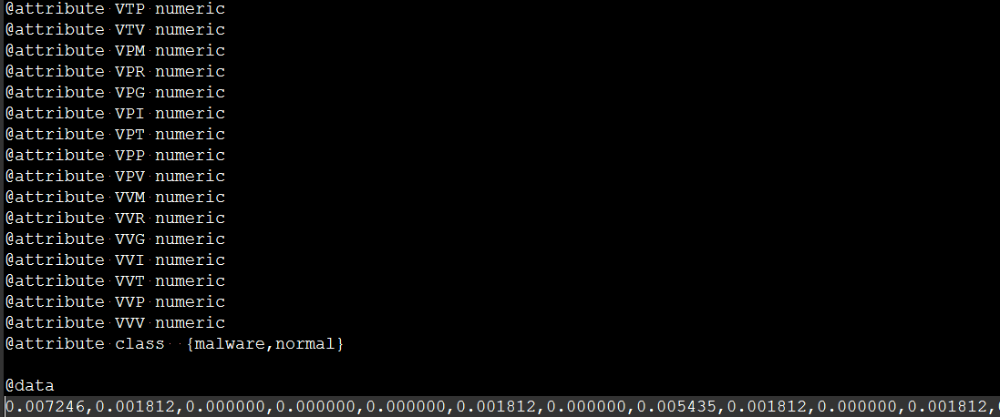 @attribute VTP numeric
@attribute VTV numeric
@attribute VPM numeric
@attribute VPR numeric
@attribute VPG numeric
@attribute VPI numeric
@attribute VPT numeric
@attribute VPP numeric
@attribute VPV numeric
@attribute VVM numeric
@attribute VVR numeric
@attribute VVG numeric
@attribute VVI numeric
@attribute VVT numeric
@attribute VVP numeric
@attribute VVV numeric
@attribute class  {malware,normal}
@data
0.007246,0.001812,0.000000,0.000000,0.000000,0.001812,0.000000,0.005435,0.001812,0.000000,0.001812,